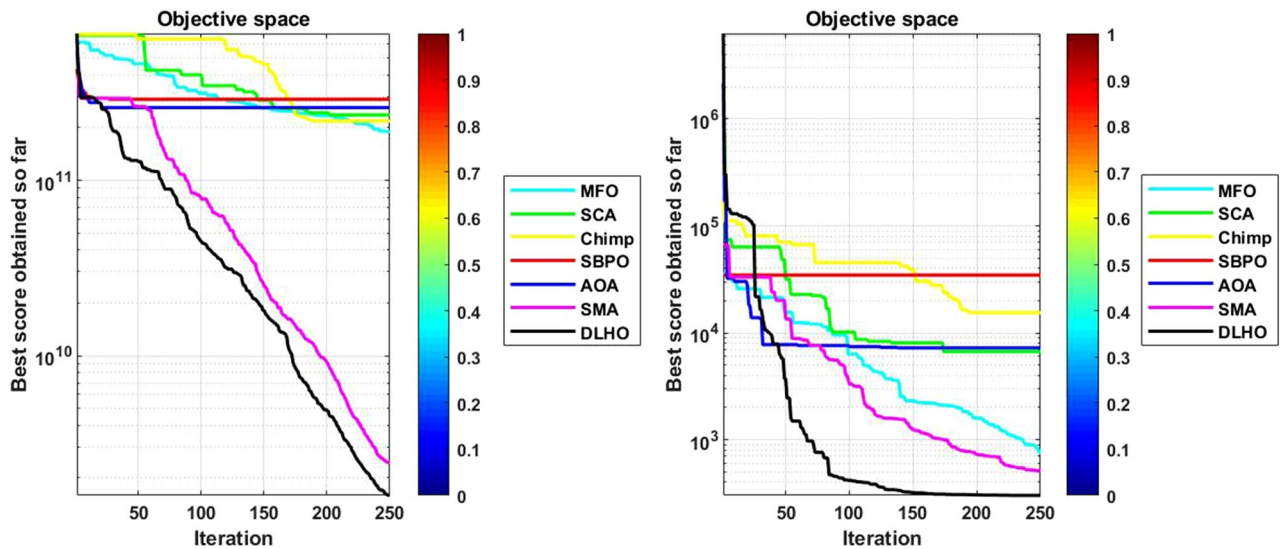 Objective space
Best score obtained so far
10^11
10^10
50 100 150 200 250
Iteration
1
0.9
0.8
0.7
0.6
0.5
0.4
0.3
0.2
0.1
0
MFO
SCA
Chimp
SBPO
AOA
SMA
DLHO
Objective space
Best score obtained so far
10^6
10^5
10^4
10^3
50 100 150 200 250
Iteration
1
0.9
0.8
0.7
0.6
0.5
0.4
0.3
0.2
0.1
0
MFO
SCA
Chimp
SBPO
AOA
SMA
DLHO